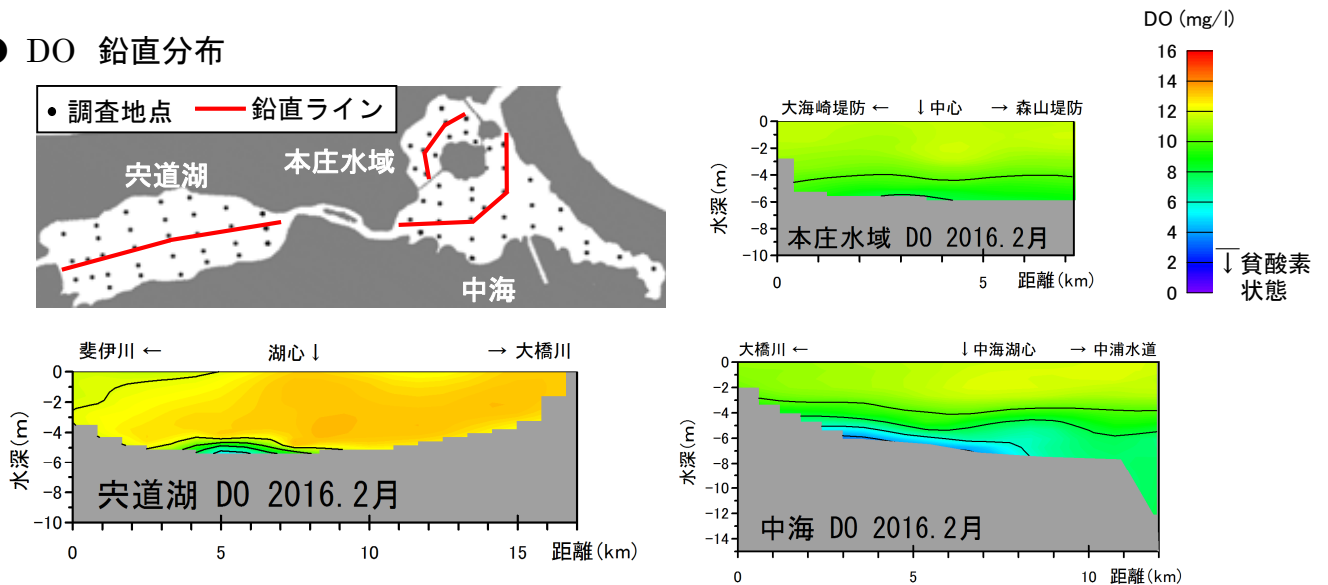 ● DO 鉛直分布
• 調査地点 鉛直ライン
宍道湖
本庄水域
中海
DO (mg/l)
16
14
12
10
8
6
4
2
0
↓貧酸素
状態
大海崎堤防 ← ↓中心 → 森山堤防
水深(m)
0
-2
-4
-6
-8
-10
本庄水域 DO 2016.2月
0 5 距離(km)
斐伊川 ← 湖心↓ → 大橋川
水深(m)
0
-2
-4
-6
-8
-10
宍道湖 DO 2016.2月
0 5 10 15 距離(km)
大橋川 ← ↓中海湖心 → 中浦水道
水深(m)
0
-2
-4
-6
-8
-10
-12
-14
中海 DO 2016.2月
0 5 10 距離(km)